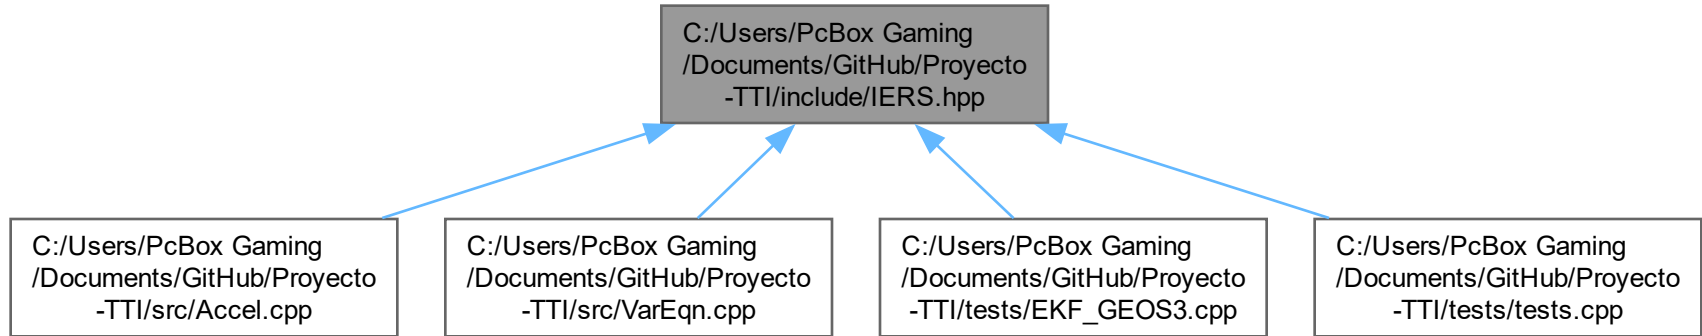 C:/Users/PcBox Gaming
/Documents/GitHub/Proyecto
-TTI/include/IERS.hpp
C:/Users/PcBox Gaming
/Documents/GitHub/Proyecto
-TTI/src/Accel.cpp
C:/Users/PcBox Gaming
/Documents/GitHub/Proyecto
-TTI/src/VarEqn.cpp
C:/Users/PcBox Gaming
/Documents/GitHub/Proyecto
-TTI/tests/EKF_GEOS3.cpp
C:/Users/PcBox Gaming
/Documents/GitHub/Proyecto
-TTI/tests/tests.cpp